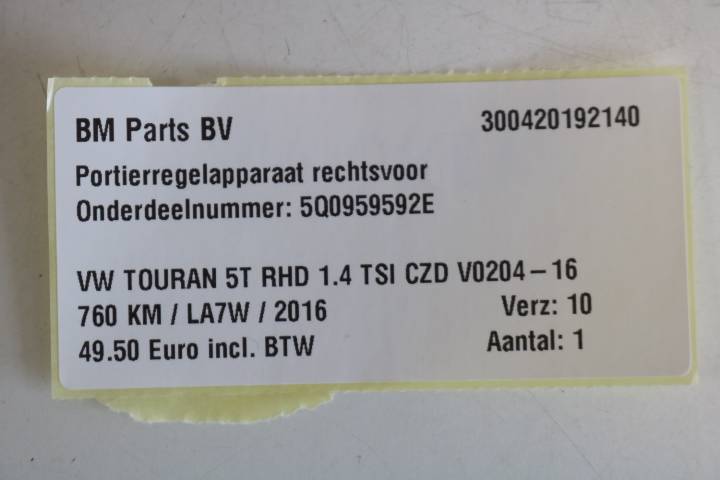 BM Parts BV 300420192140
Portierregelapparaat rechtsvoor
Onderdeelnummer: 5Q0959592E
VW TOURAN 5T RHD 1.4 TSI CZD V0204-16
760 KM / LA7W / 2016 Verz: 10
49.50 Euro incl. BTW Aantal: 1